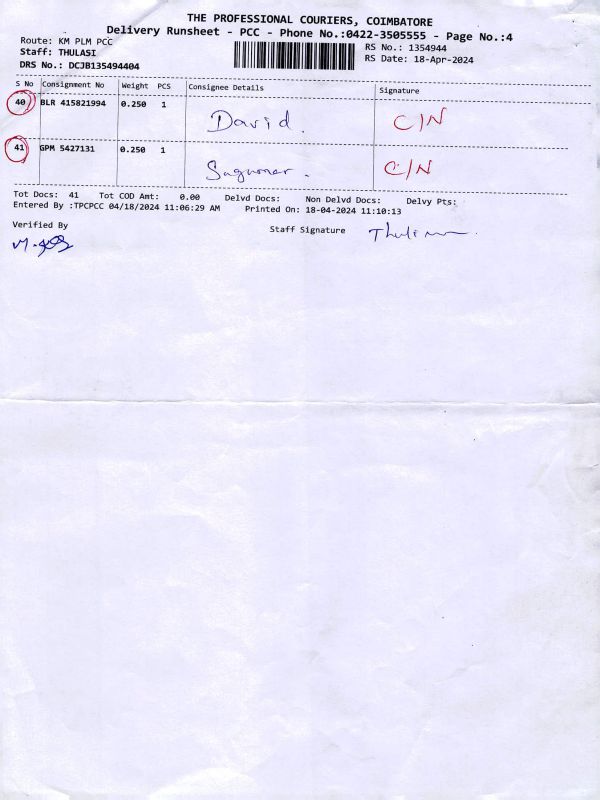 THE PROFESSIONAL COURIERS, COIMBATORE
Delivery Runsheet - PCC - Phone No.:0422-3505555 - Page No.:4
Route: KM PLM PCC RS No.: 1354944
Staff: THULASI RS Date: 18-Apr-2024
DRS No.: DCJB135494404
S No Consignment No Weight PCS Consignee Details Signature
40 BLR 415821994 0.250 1 David. C/N
41 GPM 5427131 0.250 1 C/N
Tot Docs: 41 Tot COD Amt: 0.00 Delvd Docs: Non Delvd Docs: Delvy Pts:
Entered By :TPCPCC 04/18/2024 11:06:29 AM Printed On: 18-04-2024 11:10:13
Verified By Staff Signature